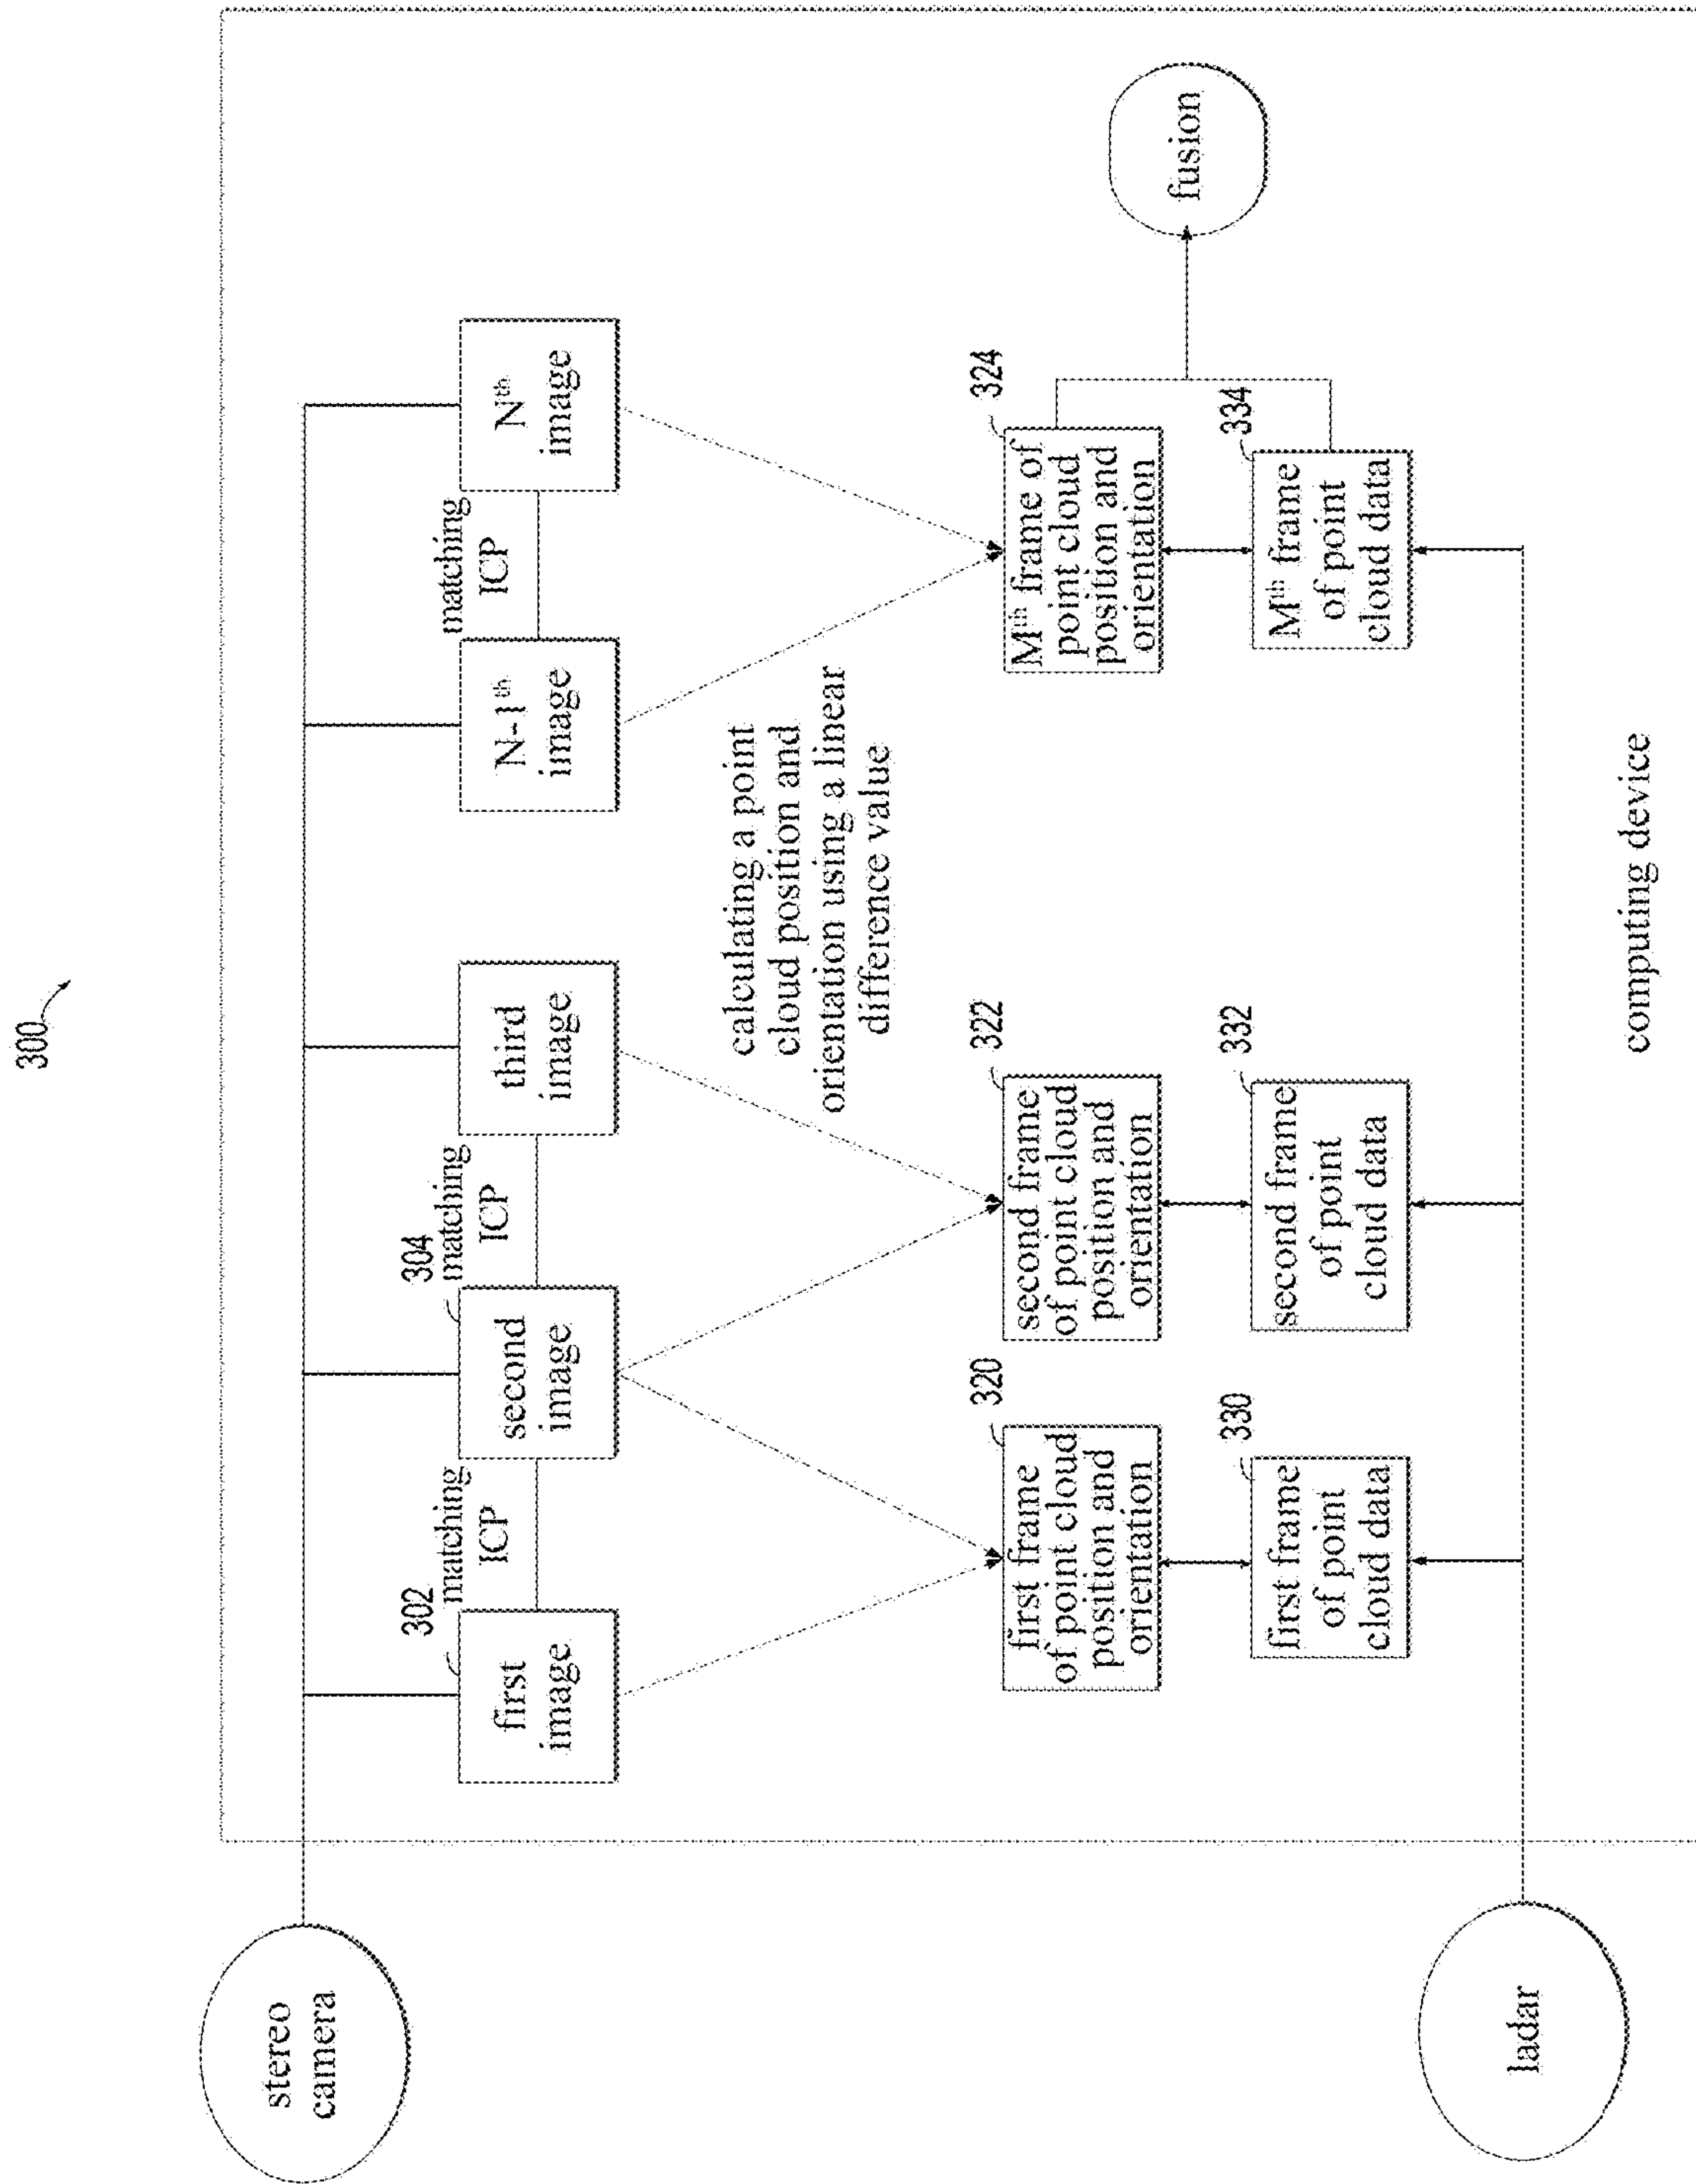 300
stereo
camera
302
matching
ICP
304
matching
ICP
matching
ICP
first
image
second
image
third
image
N-1th
image
Nth
image
calculating a point
cloud position and
orientation using a linear
difference value
320
first frame
of point cloud
position and
orientation
322
second frame
of point cloud
position and
orientation
324
Mth frame of
point cloud
position and
orientation
fusion
330
first frame
of point
cloud data
332
second frame
of point
cloud data
334
Mth frame
of point
cloud data
ladar
computing device